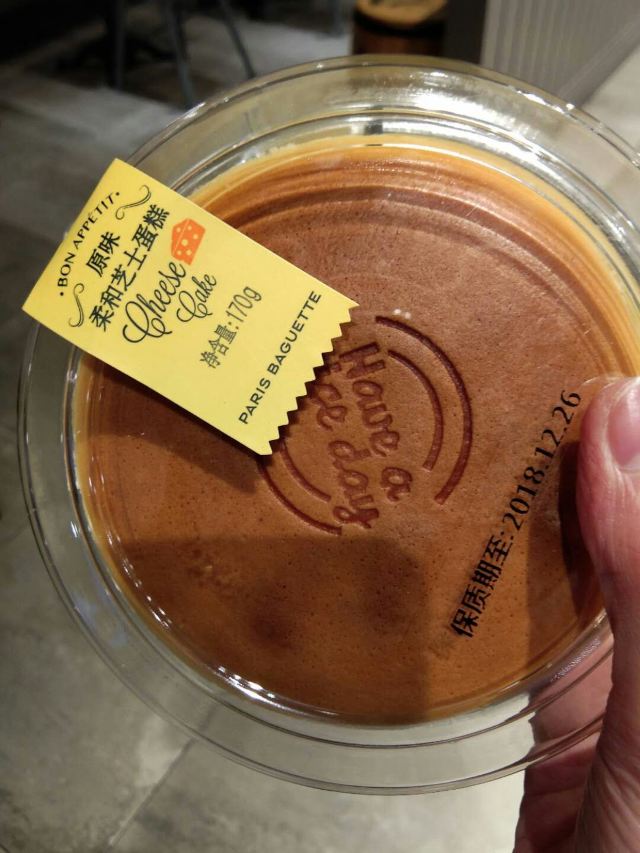 • BON APPÉTIT •
原味
柔和芝士蛋糕
Cheese
Cake
净含量:170g
PARIS BAGUETTE
Have a
nice day
保质期至: 2018.12.26